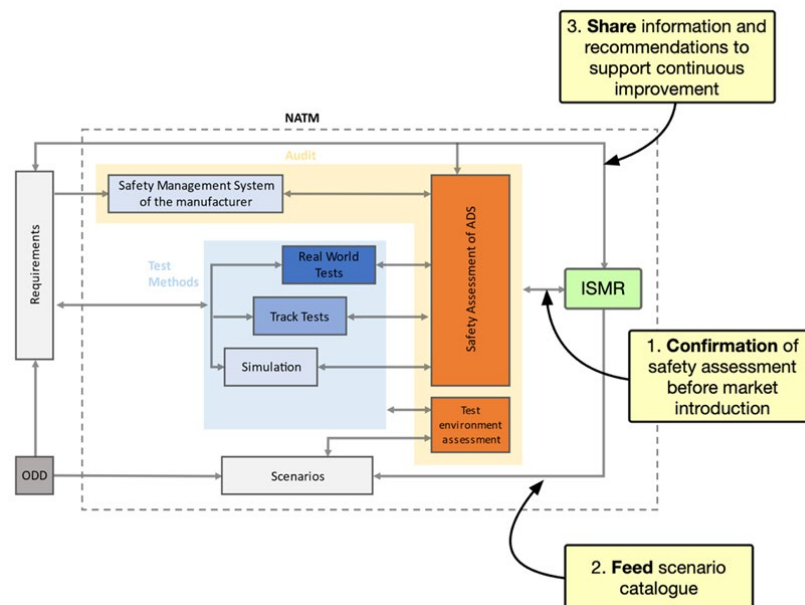 3. Share information and
recommendations to
support continuous
improvement
NATM
Audit
Safety Management System
of the manufacturer
Requirements
Safety Assessment of ADS
Test
Methods
Real World
Tests
Track Tests
ISMR
Simulation
1. Confirmation of
safety assessment
before market
introduction
Test
environment
assessment
ODD
Scenarios
2. Feed scenario
catalogue